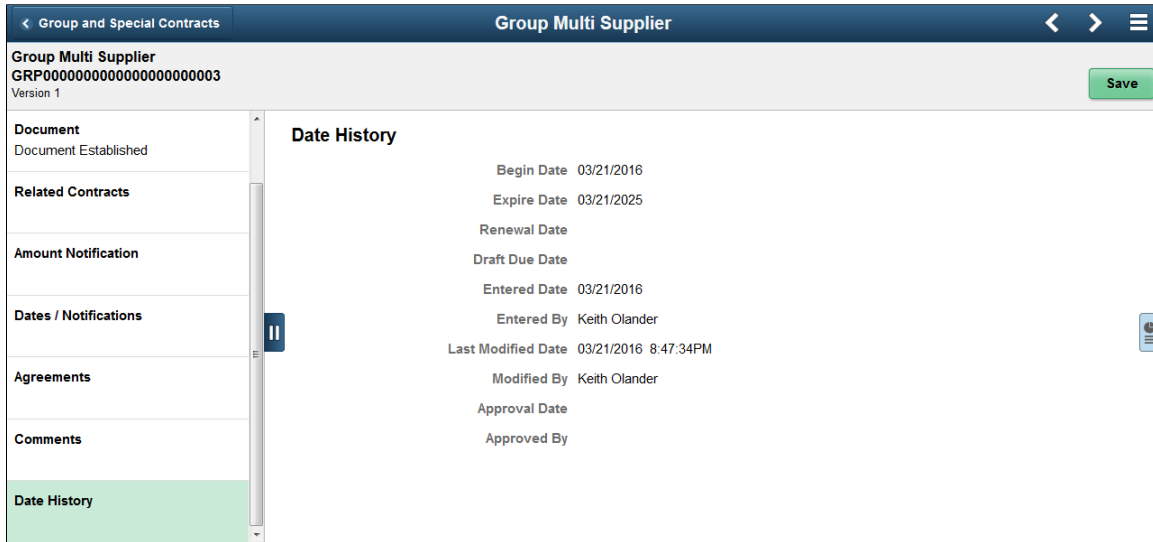 Group and Special Contracts
Group Multi Supplier
Group Multi Supplier
GRP0000000000000000000003
Version 1
Save
Document
Document Established
Related Contracts
Amount Notification
Dates / Notifications
Agreements
Comments
Date History
Date History
Begin Date 03/21/2016
Expire Date 03/21/2025
Renewal Date
Draft Due Date
Entered Date 03/21/2016
Entered By Keith Olander
Last Modified Date 03/21/2016 8:47:34PM
Modified By Keith Olander
Approval Date
Approved By